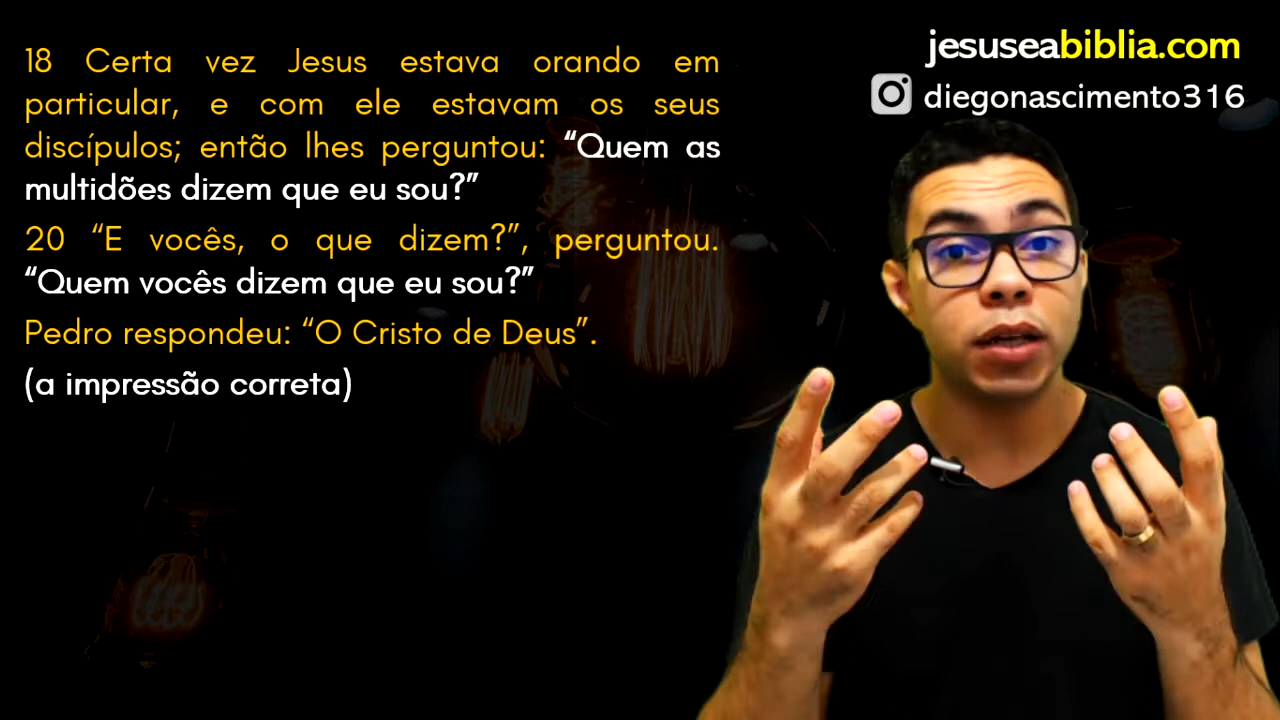 18 Certa vez Jesus estava orando em
particular, e com ele estavam os seus
discípulos; então lhes perguntou: “Quem as
multidões dizem que eu sou?”
20 “E vocês, o que dizem?”, perguntou.
“Quem vocês dizem que eu sou?”
Pedro respondeu: “O Cristo de Deus”.
(a impressão correta)
jesuseabiblia.com
diegonascimento316